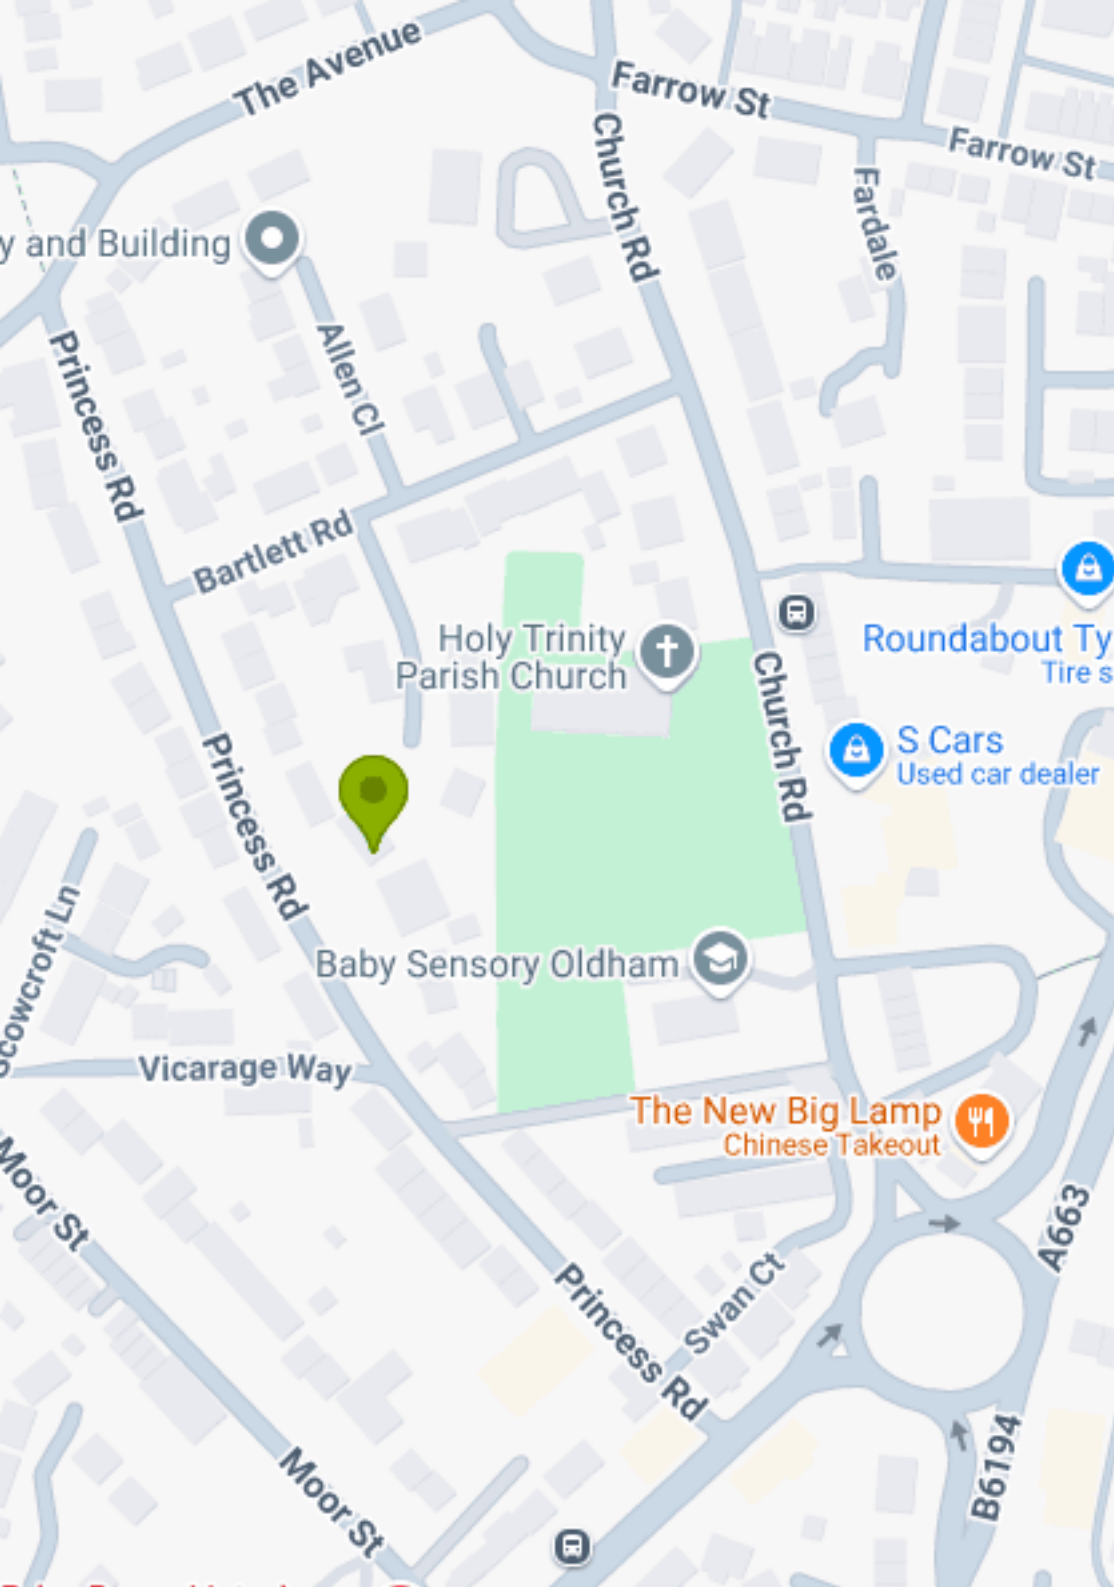 The Avenue
Farrow St
Farrow St
Church Rd
Fardale
y and Building
Allen Cl
Princess Rd
Bartlett Rd
Holy Trinity
Parish Church
Roundabout Ty
Tire s
Church Rd
S Cars
Used car dealer
Princess Rd
Scowcroft Ln
Baby Sensory Oldham
Vicarage Way
The New Big Lamp
Chinese Takeout
Moor St
A663
Swan Ct
Princess Rd
B6194
Moor St